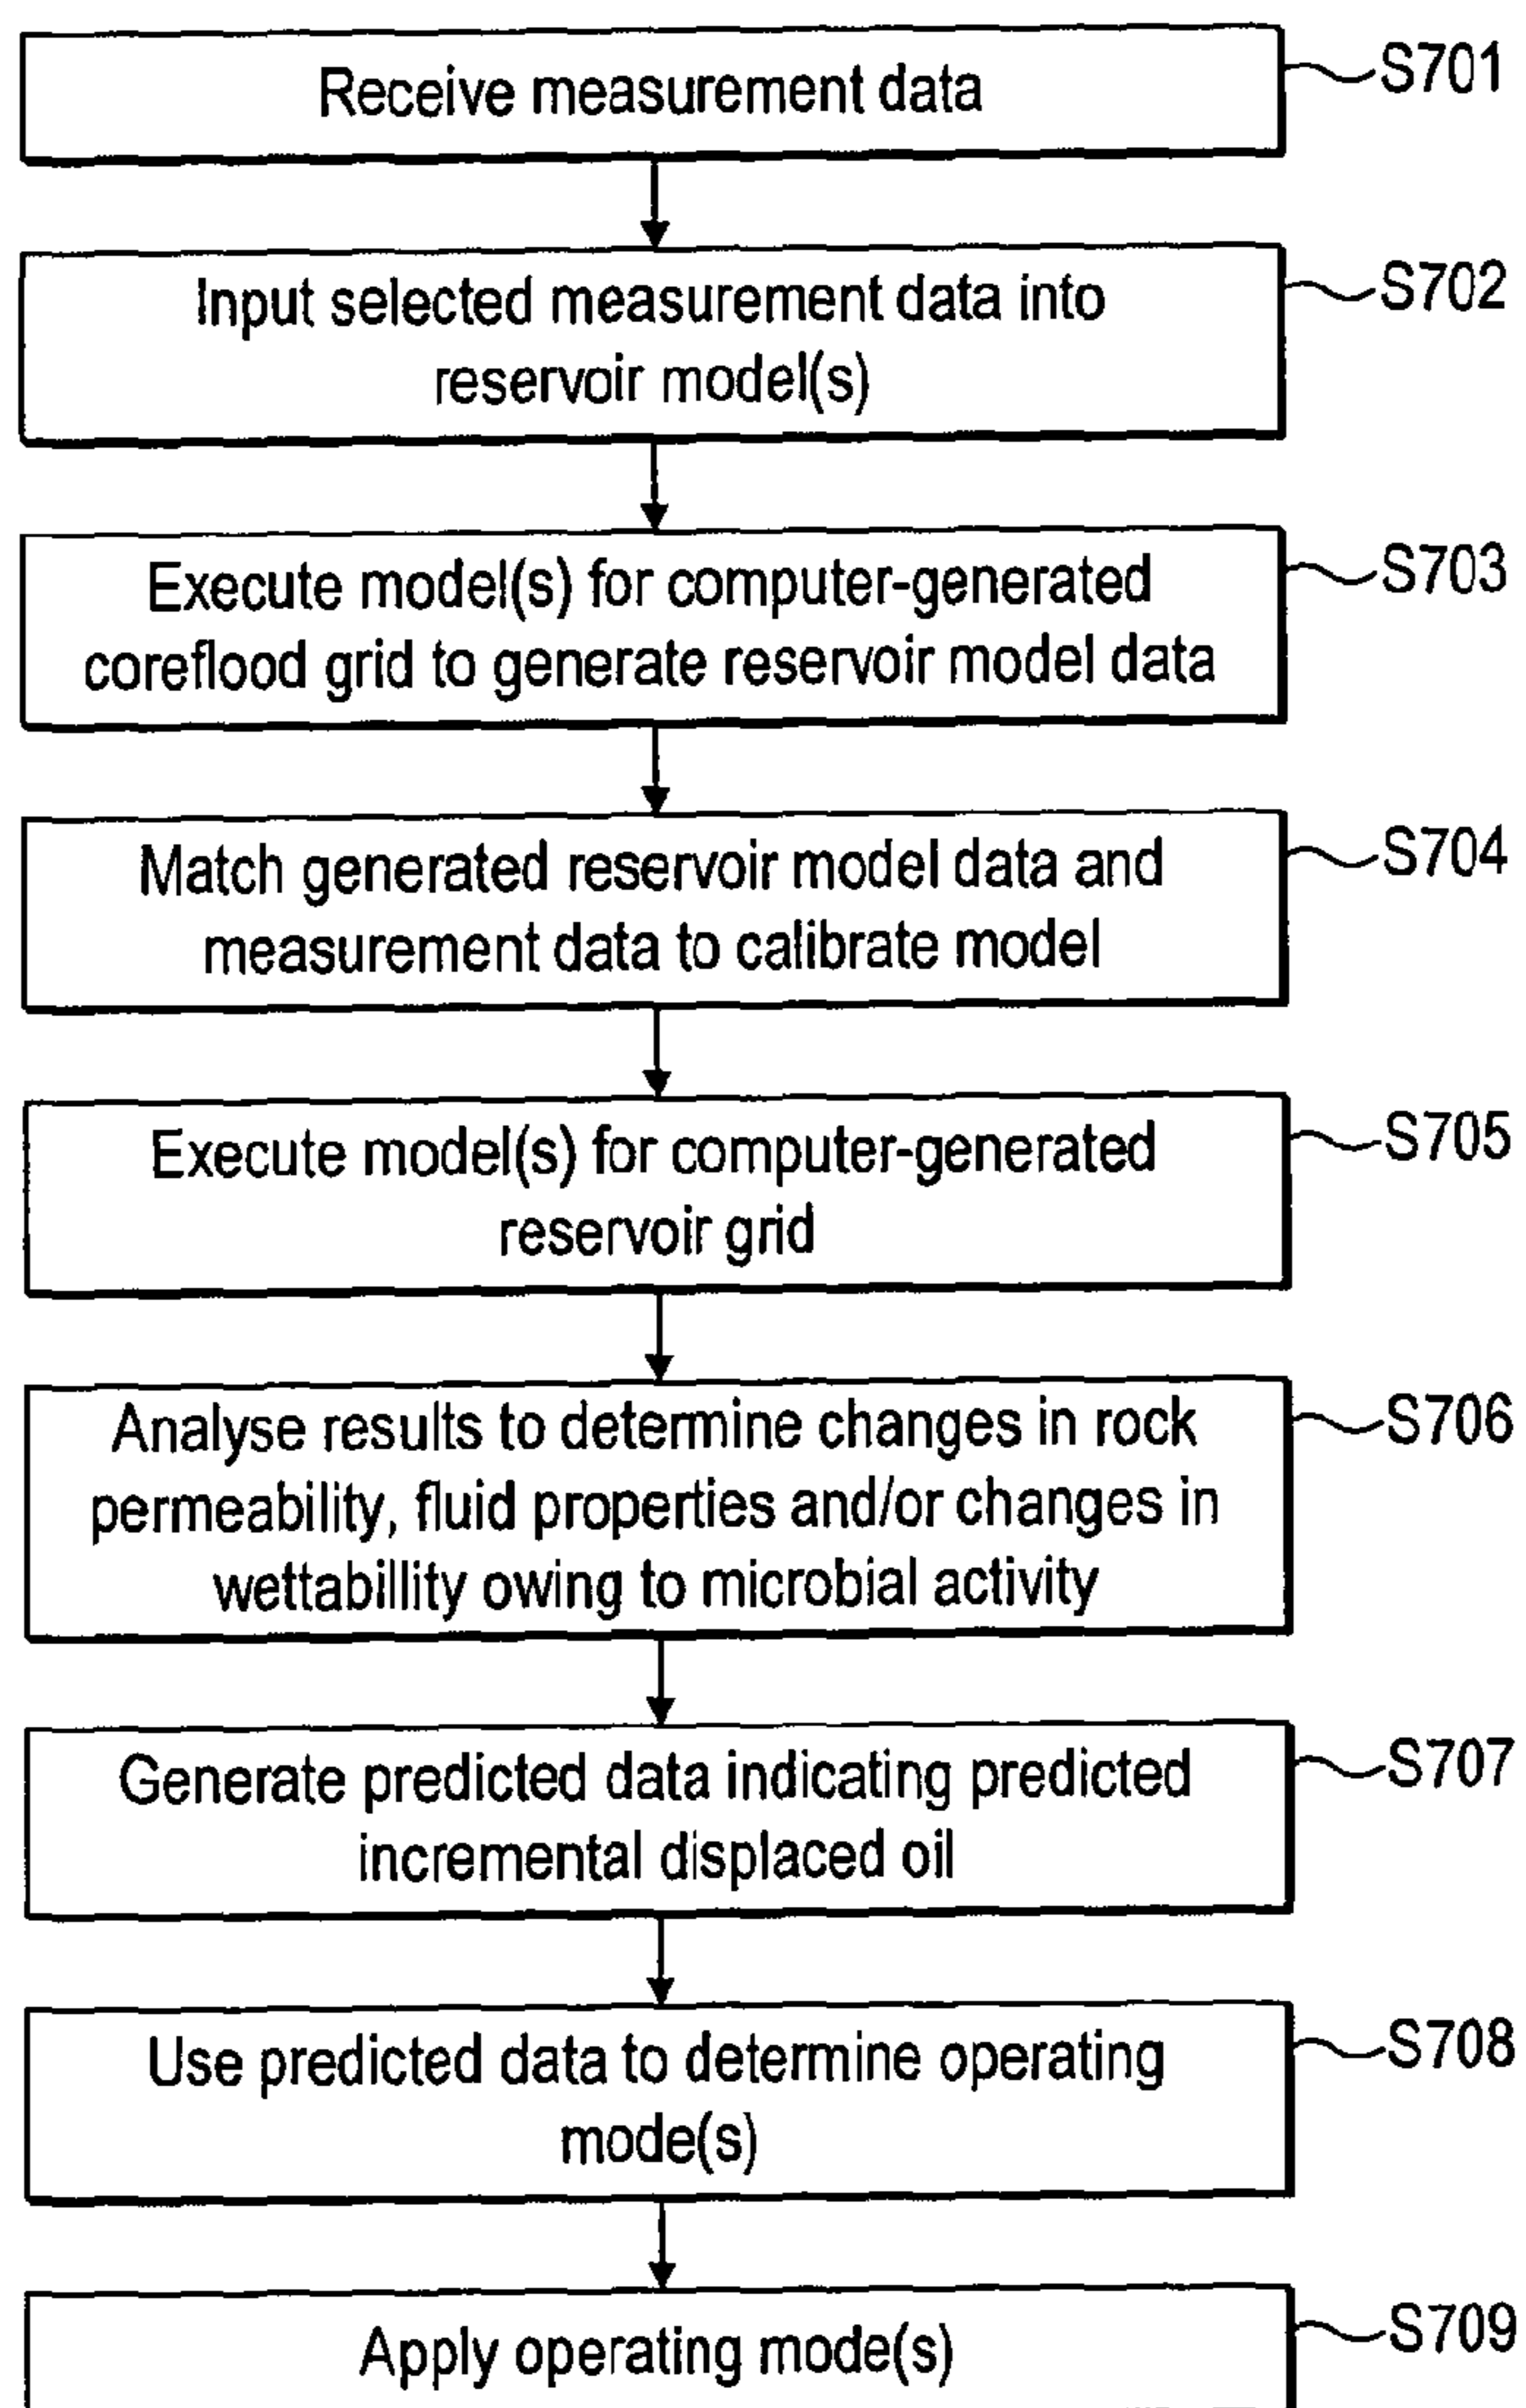 Receive measurement data
S701
Input selected measurement data into
reservoir model(s)
S702
Execute model(s) for computer-generated
coreflood grid to generate reservoir model data
S703
Match generated reservoir model data and
measurement data to calibrate model
S704
Execute model(s) for computer-generated
reservoir grid
S705
Analyse results to determine changes in rock
permeability, fluid properties and/or changes in
wettabillity owing to microbial activity
S706
Generate predicted data indicating predicted
incremental displaced oil
S707
Use predicted data to determine operating
mode(s)
S708
Apply operating mode(s)
S709